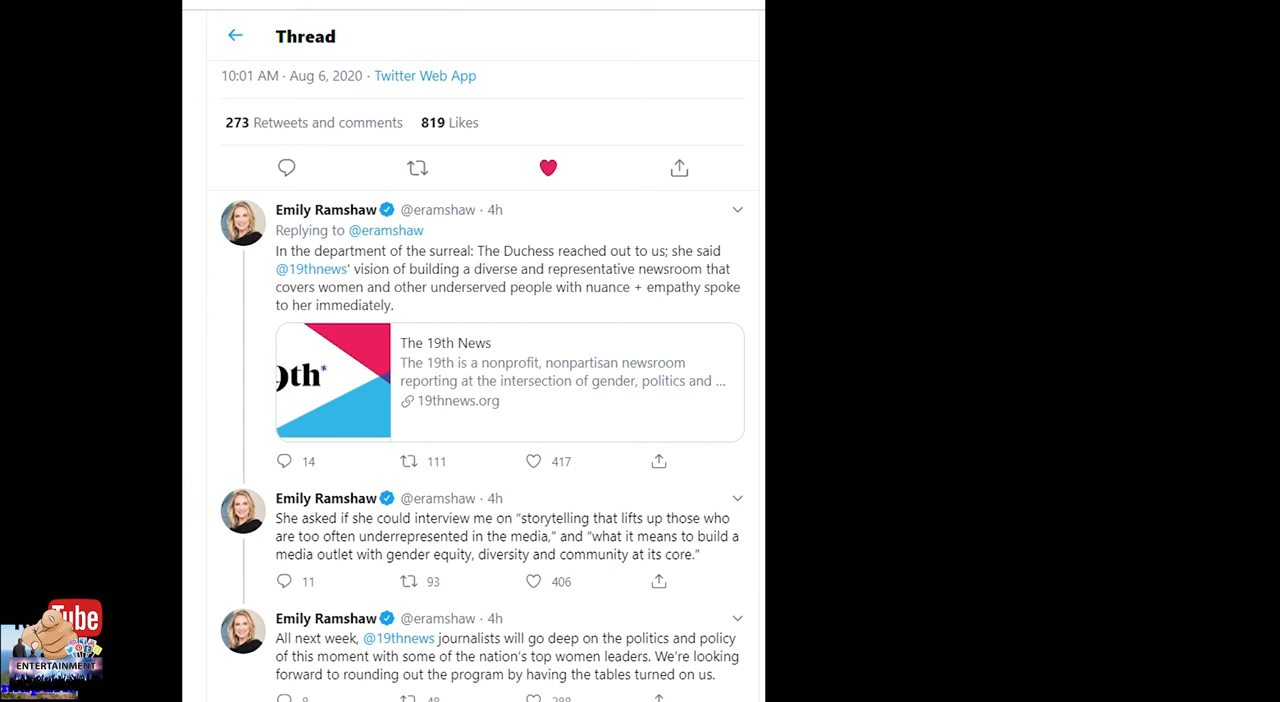 Thread
10:01 AM · Aug 6, 2020 · Twitter Web App
273 Retweets and comments 819 Likes
Emily Ramshaw @eramshaw · 4h
Replying to @eramshaw
In the department of the surreal: The Duchess reached out to us; she said
@19thnews' vision of building a diverse and representative newsroom that
covers women and other underserved people with nuance + empathy spoke
to her immediately.
9th*
The 19th News
The 19th is a nonprofit, nonpartisan newsroom
reporting at the intersection of gender, politics and ...
19thnews.org
14 111 417
Emily Ramshaw @eramshaw · 4h
She asked if she could interview me on “storytelling that lifts up those who
are too often underrepresented in the media,” and “what it means to build a
media outlet with gender equity, diversity and community at its core.”
11 93 406
Emily Ramshaw @eramshaw · 4h
All next week, @19thnews journalists will go deep on the politics and policy
of this moment with some of the nation’s top women leaders. We’re looking
forward to rounding out the program by having the tables turned on us.
8 48 288
Tube
ENTERTAINMENT